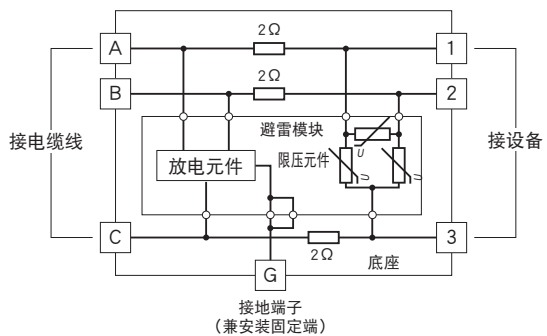 2Ω
A
1
2Ω
B
2
接电缆线
避雷模块
接设备
放电元件
限压元件
U
U
U
C
3
2Ω
底座
G
接地端子
（兼安装固定端）